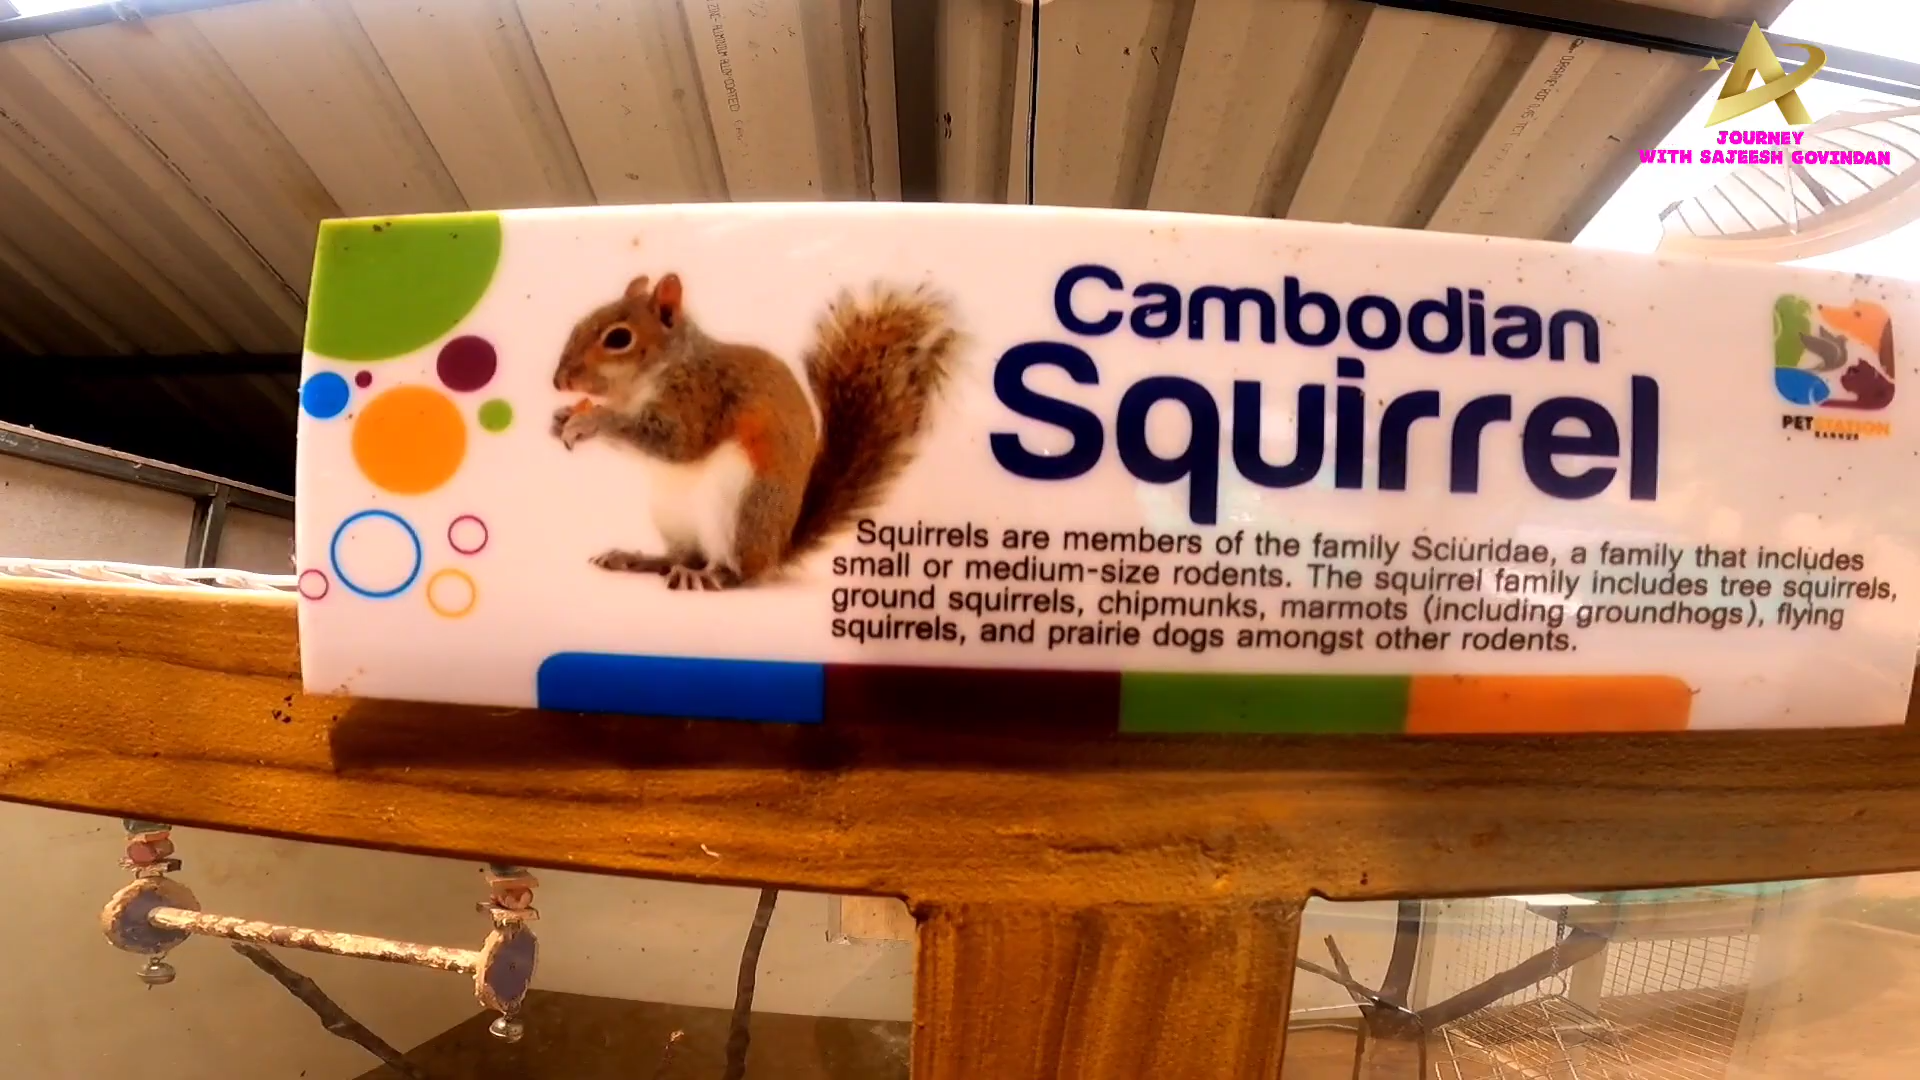 JOURNEY
WITH SAJEESH GOVINDAN
Cambodian
Squirrel
PET STATION
KANNUR
Squirrels are members of the family Sciuridae, a family that includes
small or medium-size rodents. The squirrel family includes tree squirrels,
ground squirrels, chipmunks, marmots (including groundhogs), flying
squirrels, and prairie dogs amongst other rodents.